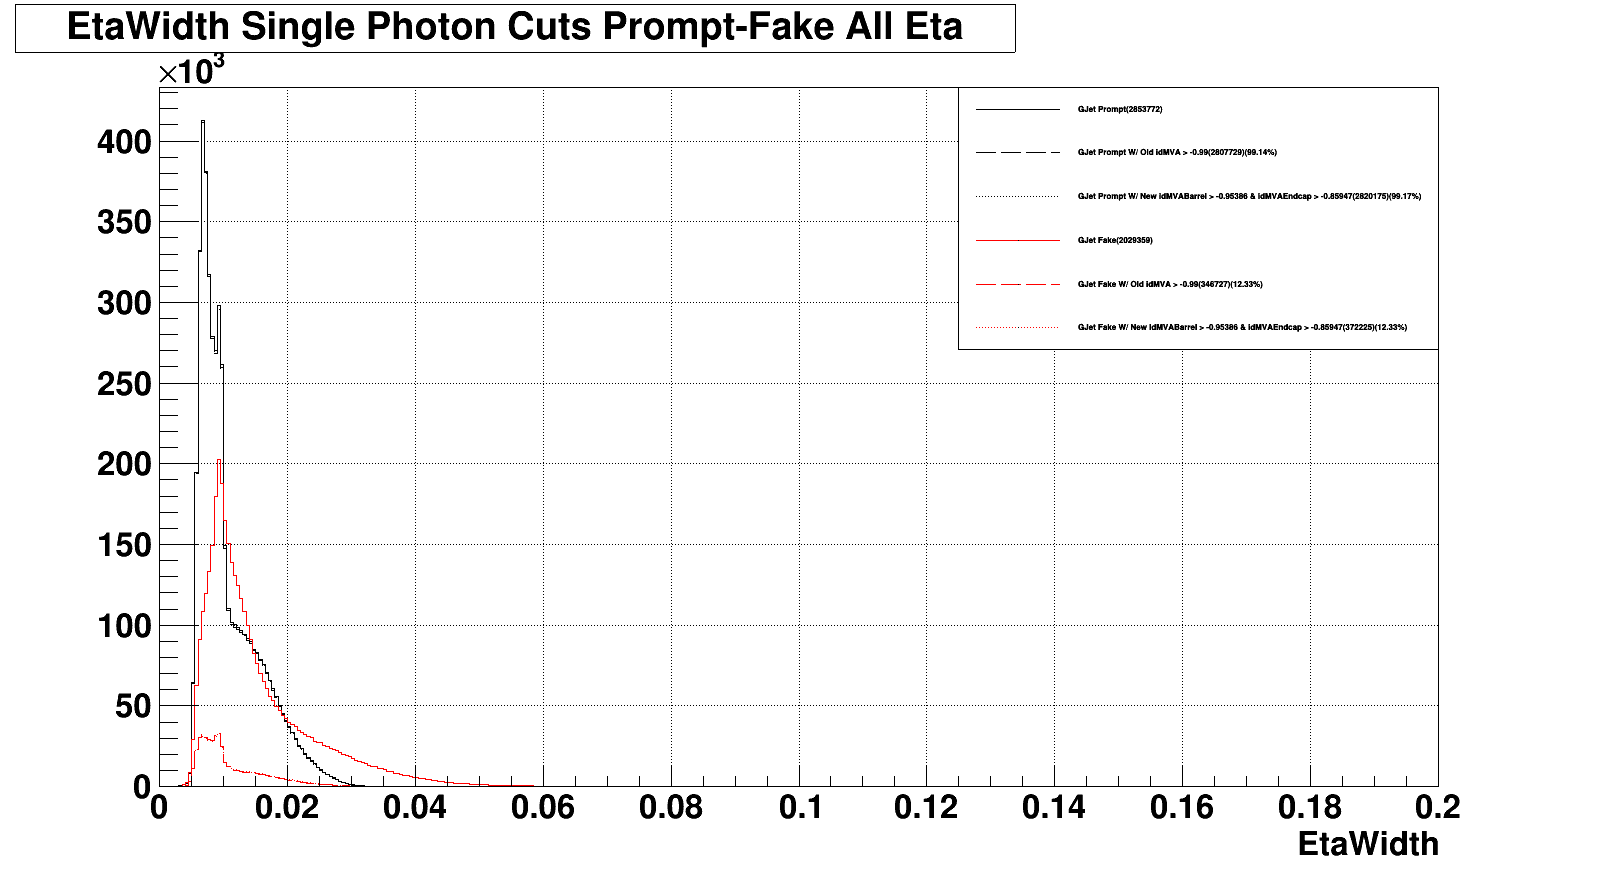 EtaWidth Single Photon Cuts Prompt-Fake All Eta
×10³
GJet Prompt(2853772)
GJet Prompt W/ Old idMVA > -0.99(2807729)(99.14%)
GJet Prompt W/ New idMVABarrel > -0.95386 & idMVAEndcap > -0.85947(2820175)(99.17%)
GJet Fake(2029359)
GJet Fake W/ Old idMVA > -0.99(346727)(12.33%)
GJet Fake W/ New idMVABarrel > -0.95386 & idMVAEndcap > -0.85947(372225)(12.33%)
400
350
300
250
200
150
100
50
0
0 0.02 0.04 0.06 0.08 0.1 0.12 0.14 0.16 0.18 0.2
EtaWidth